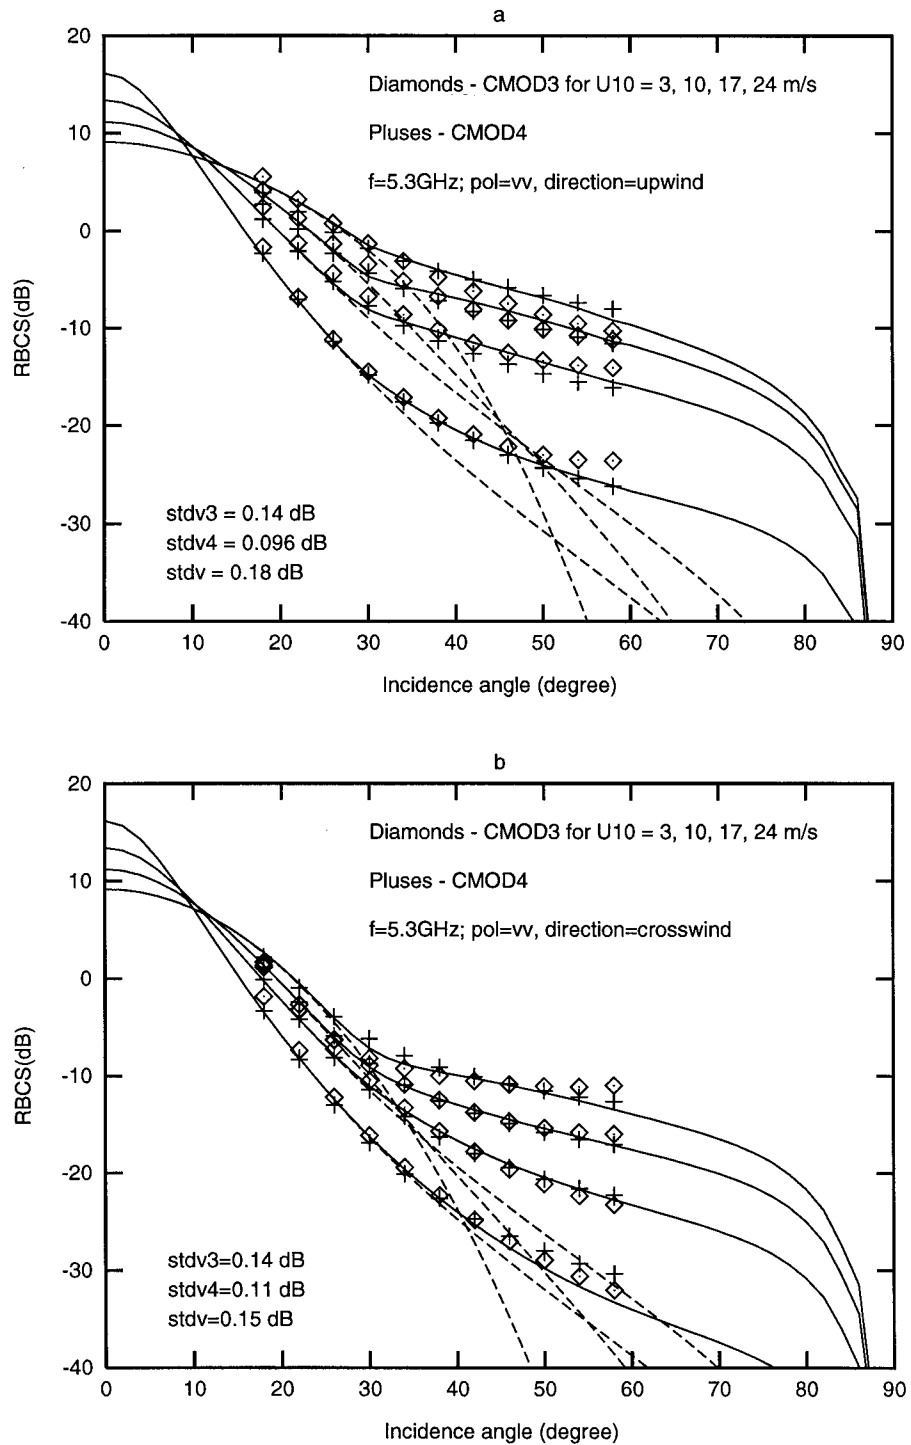 a
20
10
0
-10
-20
-30
-40
RBCS(dB)
Diamonds - CMOD3 for U10 = 3, 10, 17, 24 m/s
Pluses - CMOD4
f=5.3GHz; pol=vv, direction=upwind
stdv3 = 0.14 dB
stdv4 = 0.096 dB
stdv = 0.18 dB
0 10 20 30 40 50 60 70 80 90
Incidence angle (degree)
b
20
10
0
-10
-20
-30
-40
RBCS(dB)
Diamonds - CMOD3 for U10 = 3, 10, 17, 24 m/s
Pluses - CMOD4
f=5.3GHz; pol=vv, direction=crosswind
stdv3=0.14 dB
stdv4=0.11 dB
stdv=0.15 dB
0 10 20 30 40 50 60 70 80 90
Incidence angle (degree)